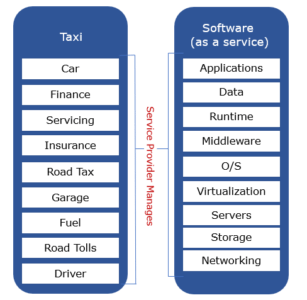 Taxi
Car
Finance
Servicing
Insurance
Road Tax
Garage
Fuel
Road Tolls
Driver
Service Provider Manages
Software
(as a service)
Applications
Data
Runtime
Middleware
O/S
Virtualization
Servers
Storage
Networking